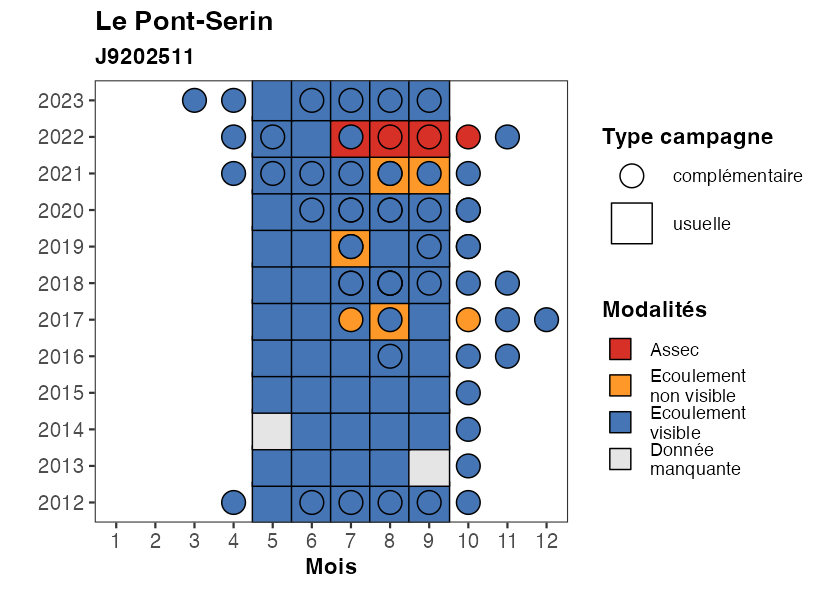 Le Pont-Serin
J9202511
2023
2022
2021
2020
2019
2018
2017
2016
2015
2014
2013
2012
1 2 3 4 5 6 7 8 9 10 11 12
Mois
Type campagne
complémentaire
usuelle
Modalités
Assec
Ecoulement
non visible
Ecoulement
visible
Donnée
manquante